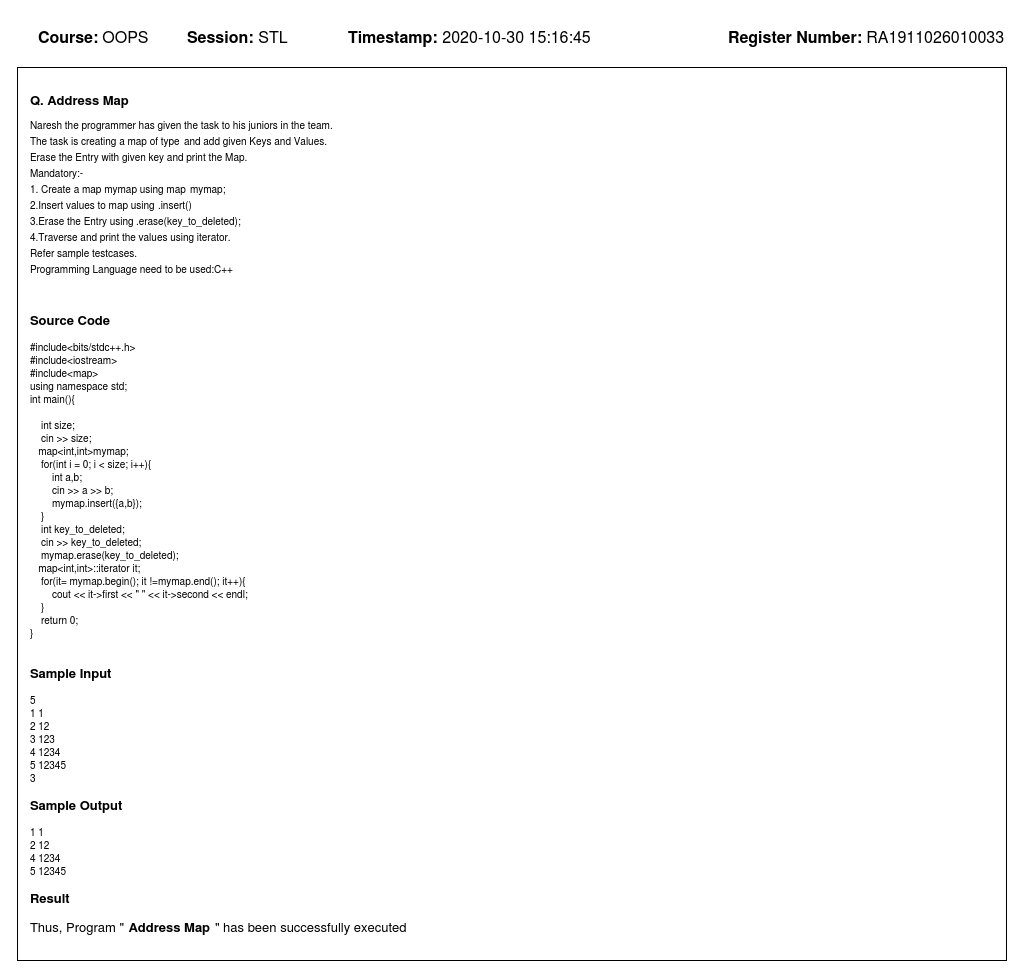 Course: OOPS Session: STL Timestamp: 2020-10-30 15:16:45 Register Number: RA1911026010033
Q. Address Map
Naresh the programmer has given the task to his juniors in the team.
The task is creating a map of type  and add given Keys and Values.
Erase the Entry with given key and print the Map.
Mandatory:-
1. Create a map mymap using map  mymap;
2.Insert values to map using .insert()
3.Erase the Entry using .erase(key_to_deleted);
4.Traverse and print the values using iterator.
Refer sample testcases.
Programming Language need to be used:C++
Source Code
#include<bits/stdc++.h>
#include<iostream>
#include<map>
using namespace std;
int main(){
    int size;
    cin >> size;
   map<int,int>mymap;
    for(int i = 0; i < size; i++){
        int a,b;
        cin >> a >> b;
        mymap.insert({a,b});
    }
    int key_to_deleted;
    cin >> key_to_deleted;
    mymap.erase(key_to_deleted);
   map<int,int>::iterator it;
    for(it= mymap.begin(); it !=mymap.end(); it++){
        cout << it->first << " " << it->second << endl;
    }
    return 0;
}
Sample Input
5
1 1
2 12
3 123
4 1234
5 12345
3
Sample Output
1 1
2 12
4 1234
5 12345
Result
Thus, Program " Address Map " has been successfully executed